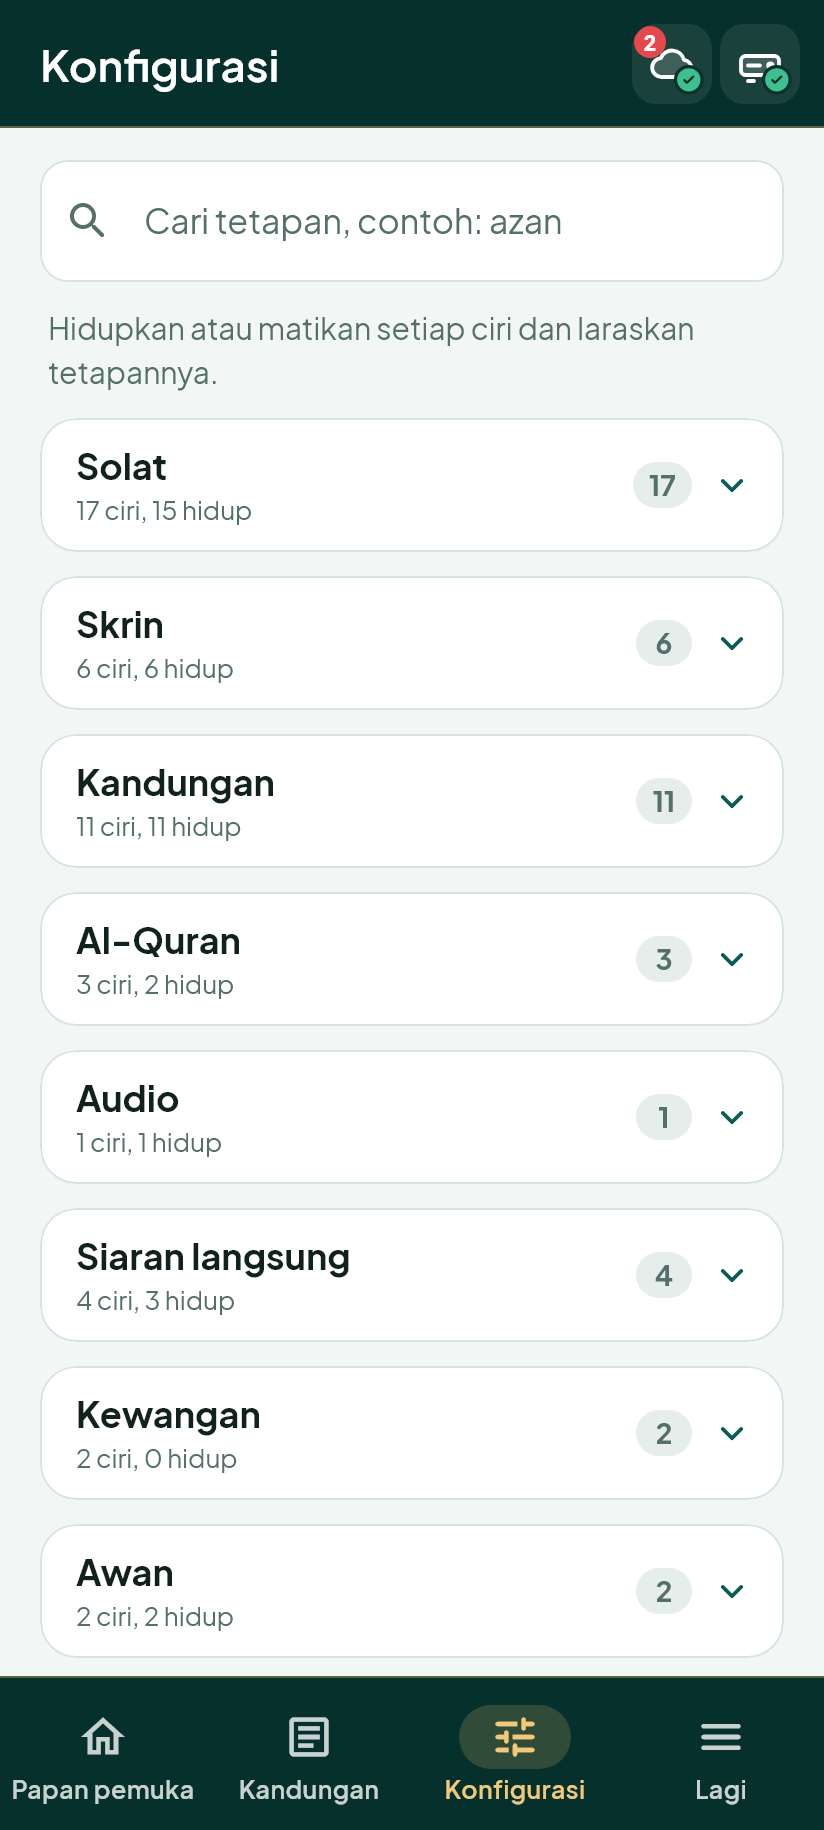 Konfigurasi
2
Cari tetapan, contoh: azan
Hidupkan atau matikan setiap ciri dan laraskan
tetapannya.
Solat
17 ciri, 15 hidup
17
Skrin
6 ciri, 6 hidup
6
Kandungan
11 ciri, 11 hidup
11
Al-Quran
3 ciri, 2 hidup
3
Audio
1 ciri, 1 hidup
1
Siaran langsung
4 ciri, 3 hidup
4
Kewangan
2 ciri, 0 hidup
2
Awan
2 ciri, 2 hidup
2
Papan pemuka
Kandungan
Konfigurasi
Lagi